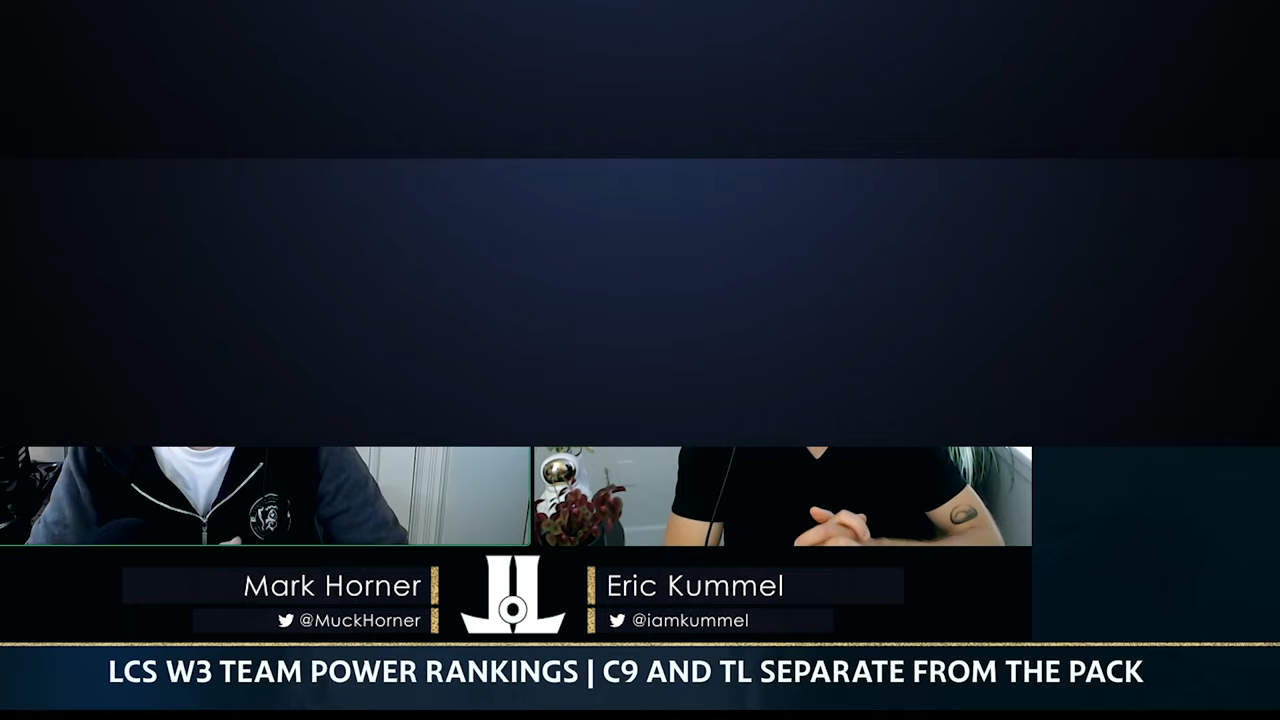 Mark Horner
@MuckHorner
Eric Kummel
@iamkummel
LCS W3 TEAM POWER RANKINGS | C9 AND TL SEPARATE FROM THE PACK